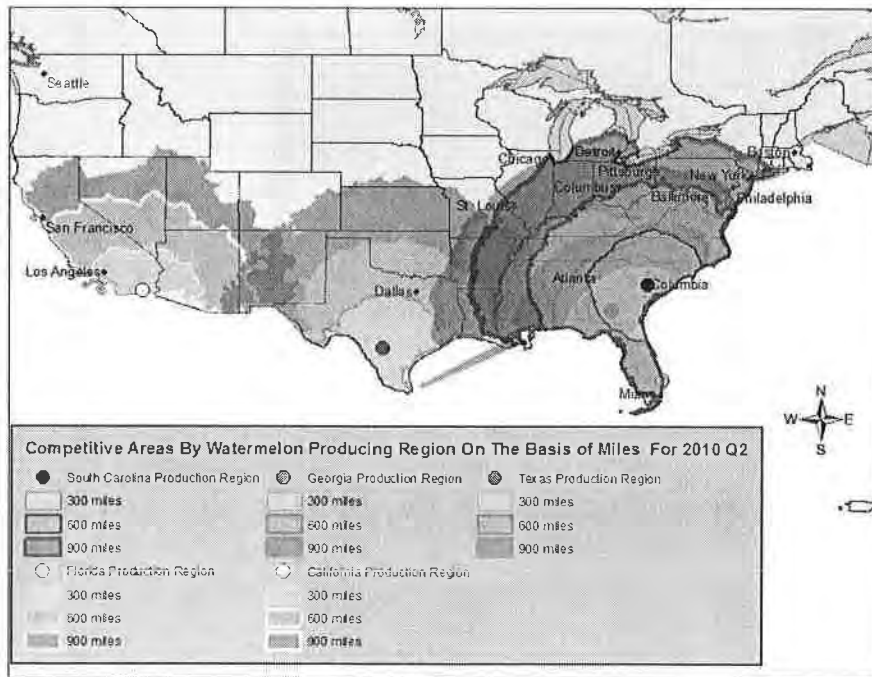 Seattle
Chicago
Detroit
Boston
Pittsburg
New York
Columbus
St. Louis
Baltimore
Philadelphia
San Francisco
Los Angeles
Atlanta
Columbia
Dallas
Miami
N
W E
S
Competitive Areas By Watermelon Producing Region On The Basis of Miles For 2010 Q2
South Carolina Production Region Georgia Production Region Texas Production Region
300 miles 300 miles 300 miles
600 miles 600 miles 600 miles
900 miles 900 miles 900 miles
Florida Production Region California Production Region
300 miles 300 miles
600 miles 600 miles
900 miles 900 miles